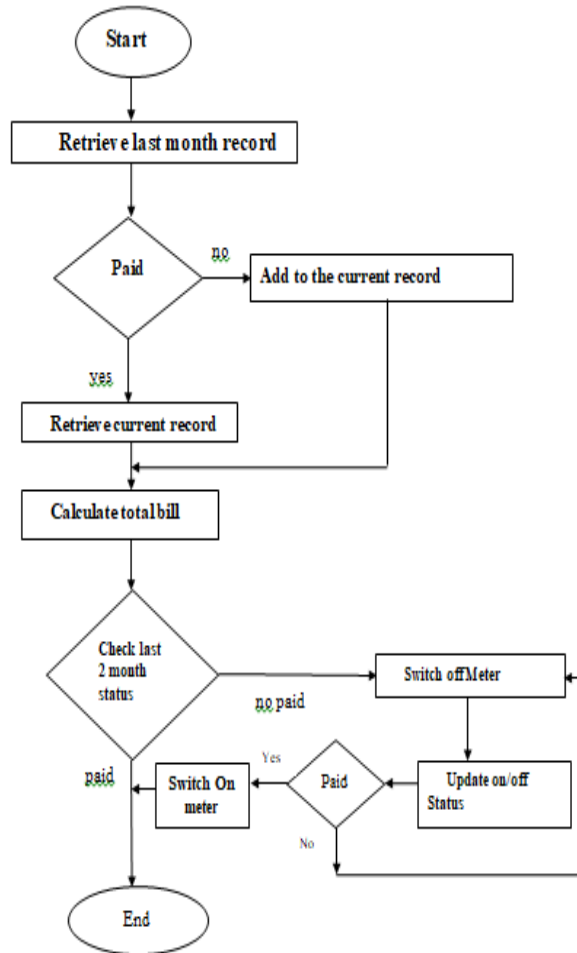 Start
Retrieve last month record
Paid
no
Add to the current record
yes
Retrieve current record
Calculate total bill
Check last
2 month
status
no paid
Switch off Meter
paid
Switch On
meter
Yes
Paid
Update on/off
Status
No
End